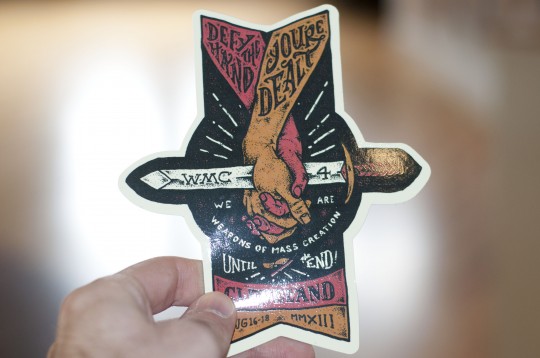 DEFY
THE
HAND
YOU'RE
DEALT
WMC 4
WE ARE
WEAPONS OF MASS CREATION
UNTIL the END!
CLEVELAND
AUG 16-18 MMXIII